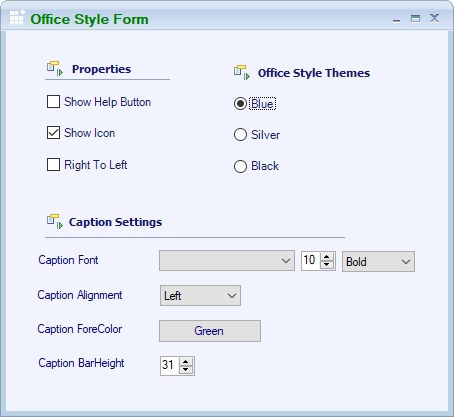 Office Style Form
Properties
Show Help Button
Show Icon
Right To Left
Office Style Themes
Blue
Silver
Black
Caption Settings
Caption Font 10 Bold
Caption Alignment Left
Caption ForeColor Green
Caption BarHeight 31